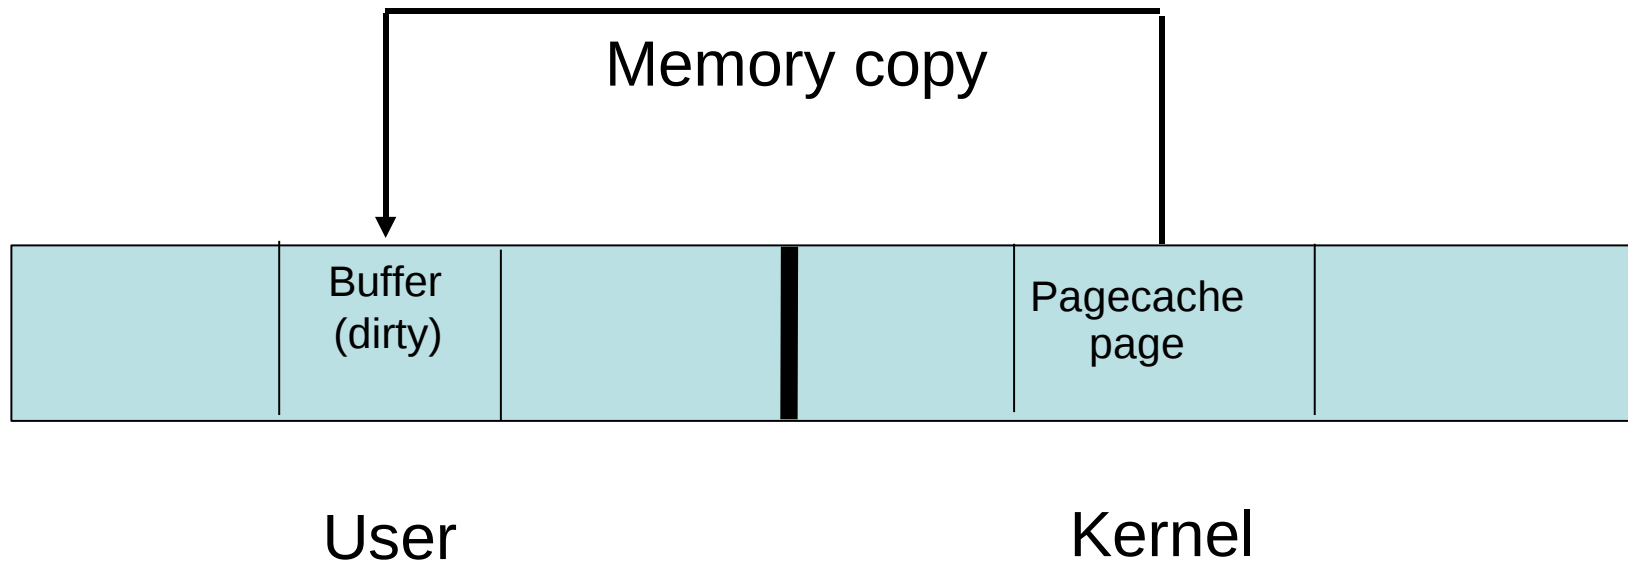 Memory copy
Buffer
(dirty)
Pagecache
page
User
Kernel